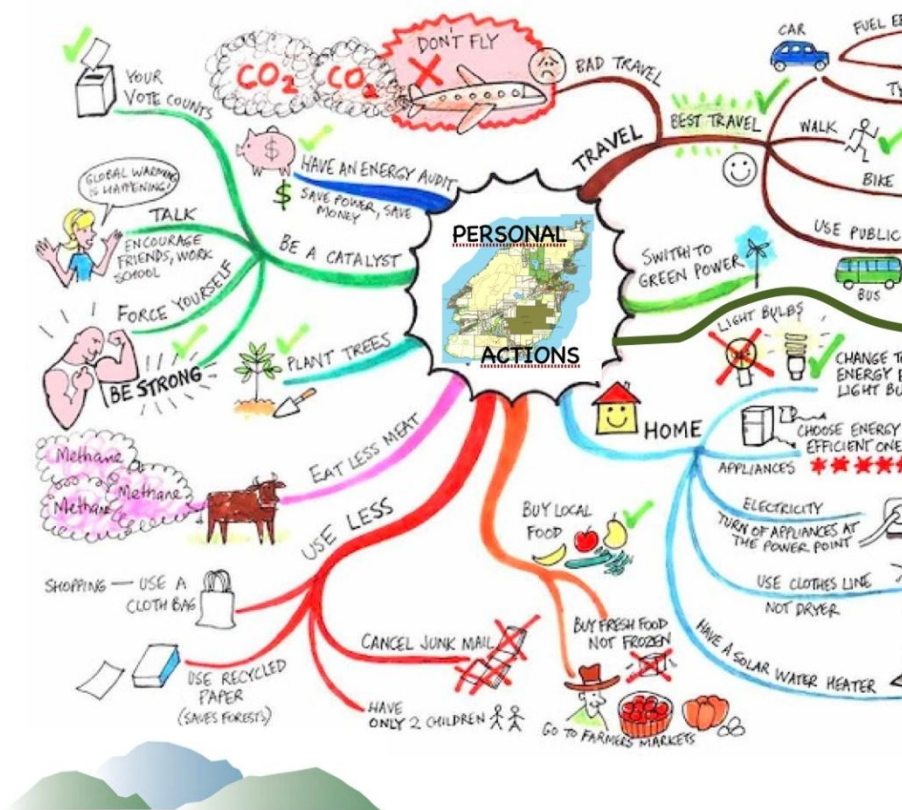 PERSONAL
ACTIONS
YOUR
VOTE COUNTS
GLOBAL WARMING
IS HAPPENING!
TALK
ENCOURAGE
FRIENDS, WORK
SCHOOL
FORCE YOURSELF
BE STRONG
BE A CATALYST
HAVE AN ENERGY AUDIT
SAVE POWER, SAVE
MONEY
$
$
PLANT TREES
EAT LESS MEAT
Methane
Methane
Methane
USE LESS
SHOPPING — USE A
CLOTH BAG
USE RECYCLED
PAPER
(SAVES FORESTS)
CANCEL JUNK MAIL
HAVE
ONLY 2 CHILDREN
BUY LOCAL
FOOD
BUY FRESH FOOD
NOT FROZEN
GO TO FARMERS MARKETS
CO2
CO2
DON'T FLY
BAD TRAVEL
TRAVEL
BEST TRAVEL
CAR
FUEL
WALK
BIKE
USE PUBLIC
BUS
SWITH TO
GREEN POWER
LIGHT BULBS
CHANGE TO
ENERGY
LIGHT
HOME
CHOOSE ENERGY
EFFICIENT ONE
APPLIANCES
ELECTRICITY
TURN OF APPLIANCES AT
THE POWER POINT
USE CLOTHES LINE
NOT DRYER
HAVE A SOLAR WATER HEATER